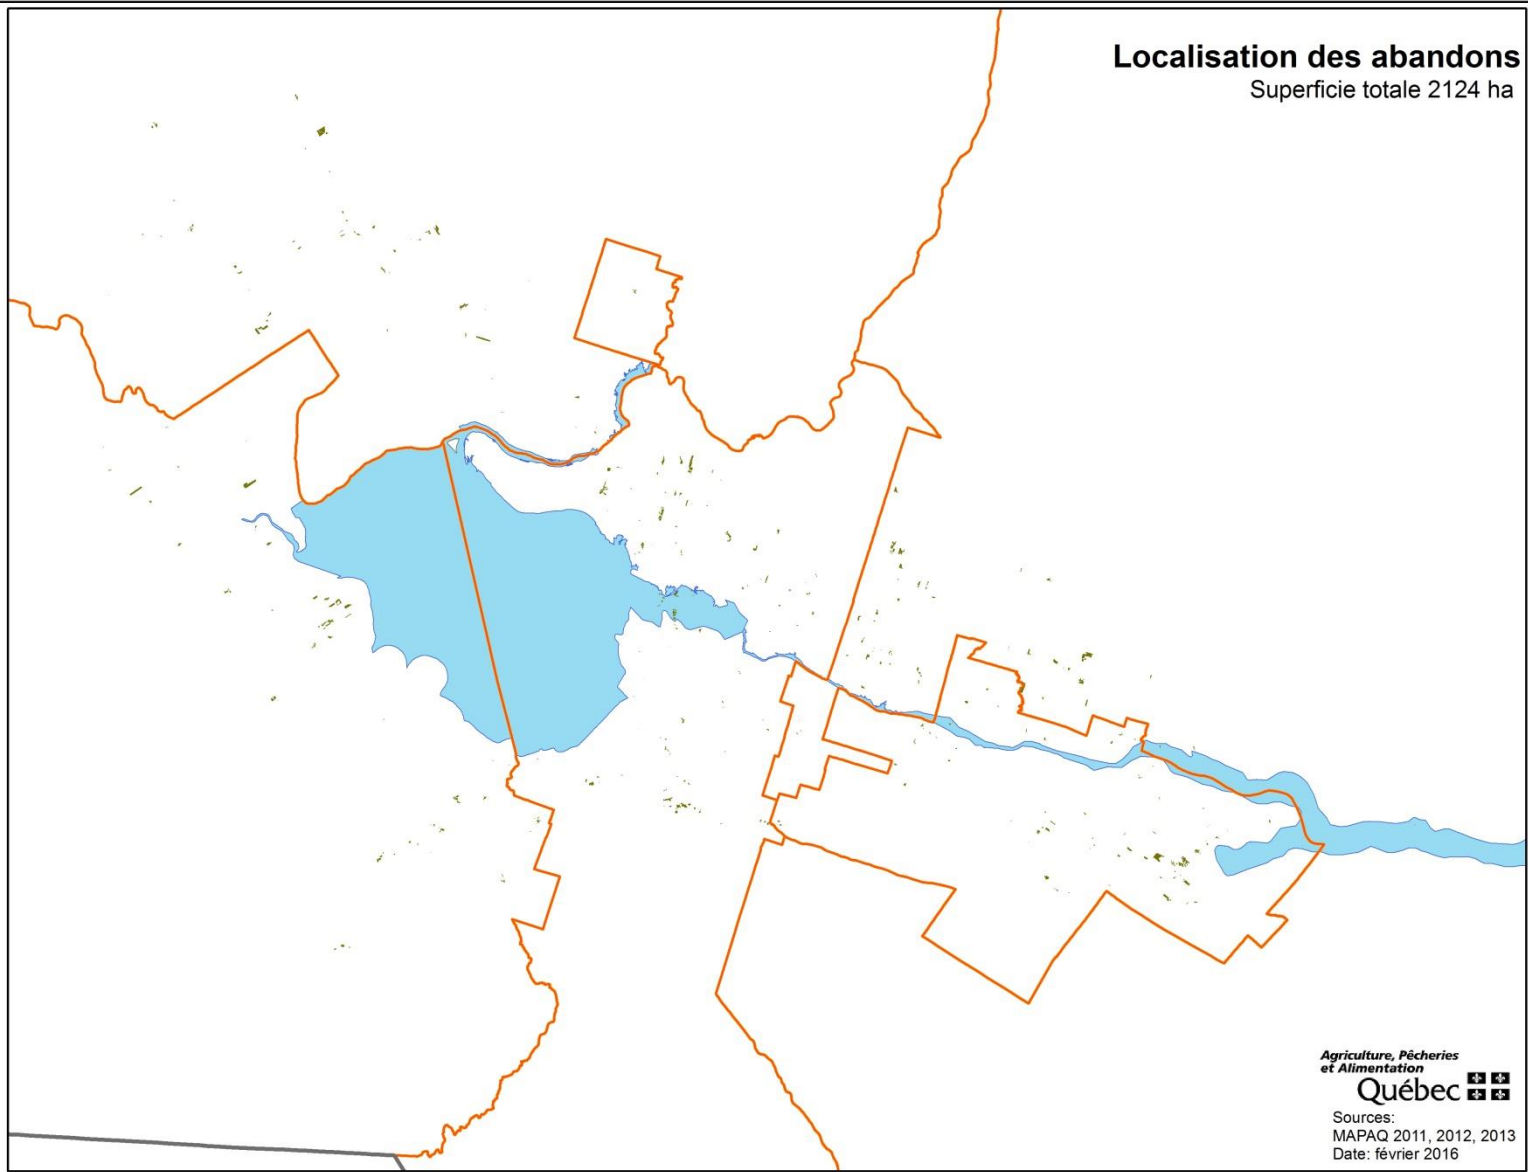 Localisation des abandons
Superficie totale 2124 ha
Agriculture, Pêcheries
et Alimentation
Québec
Sources:
MAPAQ 2011, 2012, 2013
Date: février 2016